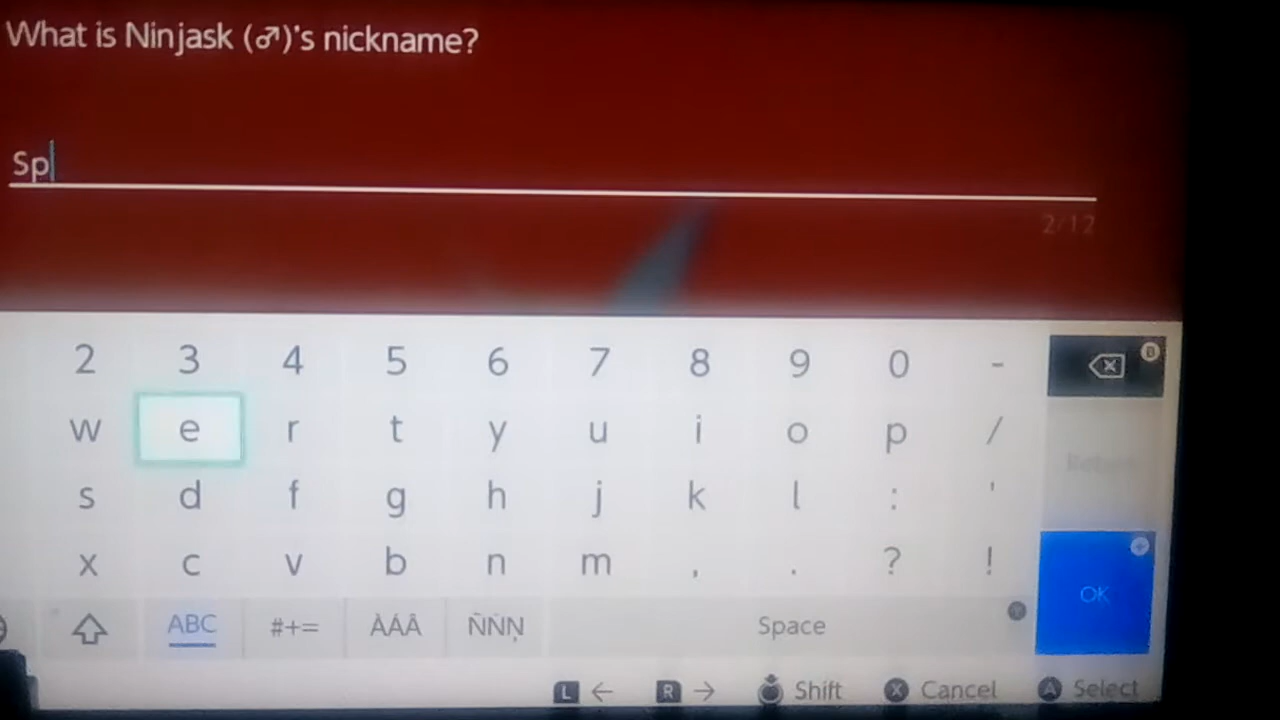 What is Ninjask (♂)'s nickname?
Sp
2/12
2 3 4 5 6 7 8 9 0 -
w e r t y u i o p /
Return
s d f g h j k l : '
x c v b n m , . ? !
OK
ABC #+= ÀÁÂ ÑŃŅ Space
L ← R → Shift X Cancel A Select